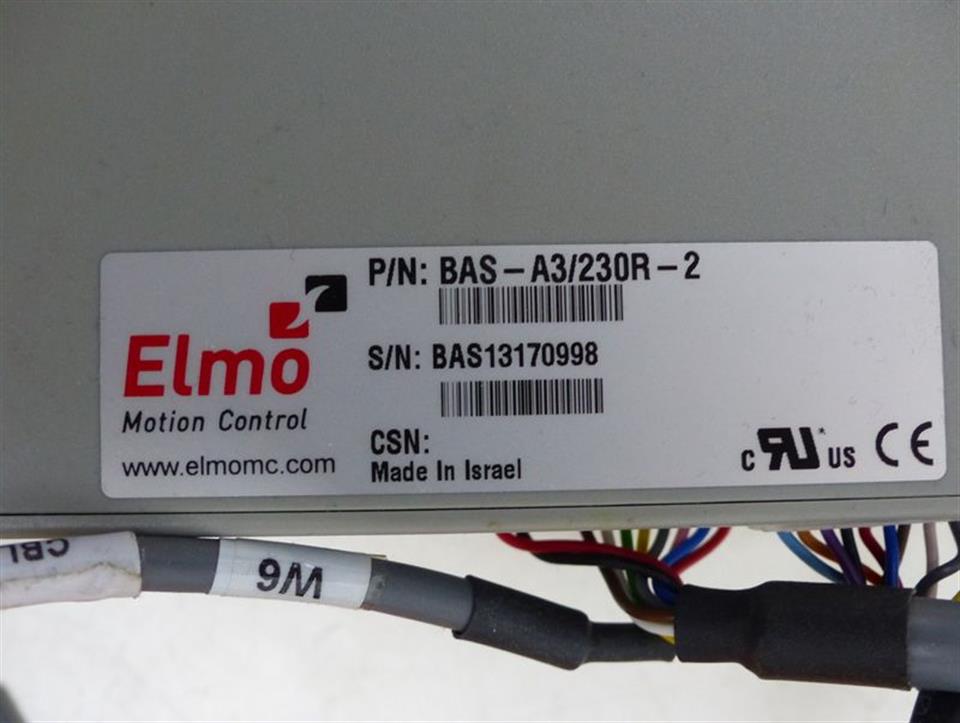 P/N: BAS-A3/230R-2
S/N: BAS13170998
Elmo
Motion Control
www.elmomc.com
CSN:
Made In Israel
c RU US CE
CBL
W6